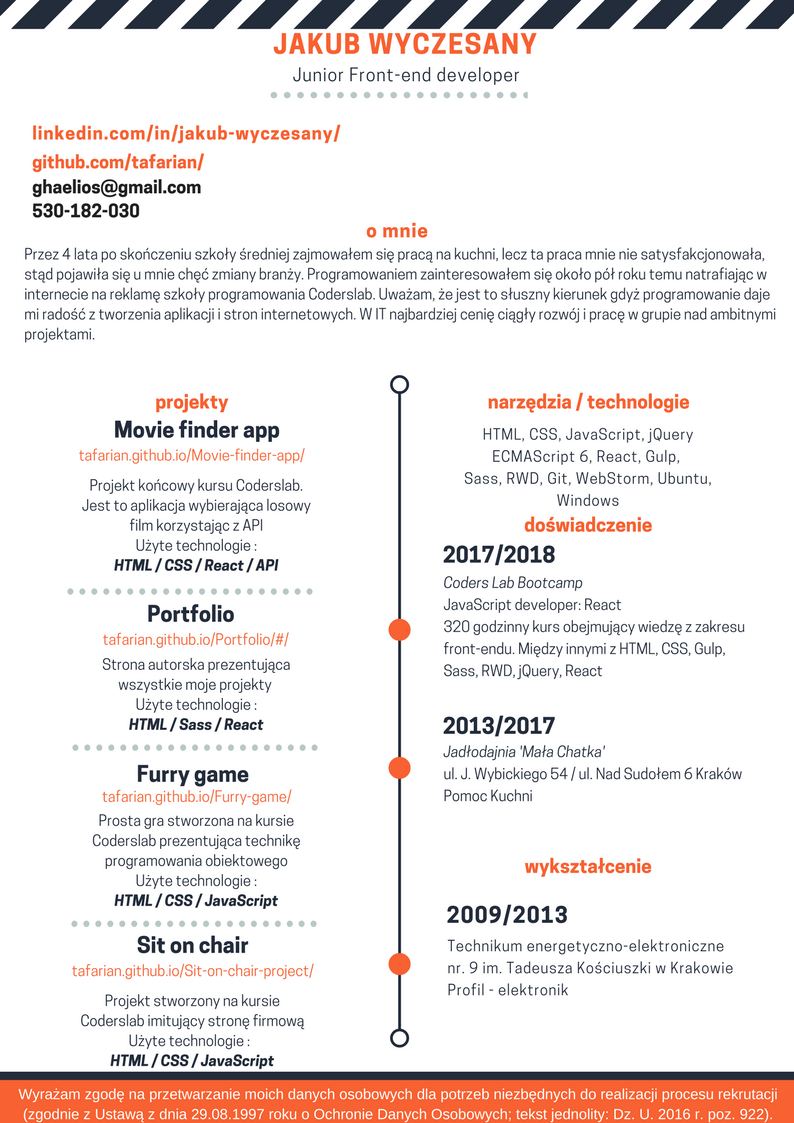 JAKUB WYCZESANY
Junior Front-end developer
linkedin.com/in/jakub-wyczesany/
github.com/tafarian/
ghaelios@gmail.com
530-182-030
o mnie
Przez 4 lata po skończeniu szkoły średniej zajmowałem się pracą na kuchni, lecz ta praca mnie nie satysfakcjonowała,
stąd pojawiła się u mnie chęć zmiany branży. Programowaniem zainteresowałem się około pół roku temu natrafiając w
internecie na reklamę szkoły programowania Coderslab. Uważam, że jest to słuszny kierunek gdyż programowanie daje
mi radość z tworzenia aplikacji i stron internetowych. W IT najbardziej cenię ciągły rozwój i pracę w grupie nad ambitnymi
projektami.
projekty
Movie finder app
tafarian.github.io/Movie-finder-app/
Projekt końcowy kursu Coderslab.
Jest to aplikacja wybierająca losowy
film korzystając z API
Użyte technologie :
HTML / CSS / React / API
Portfolio
tafarian.github.io/Portfolio/#/
Strona autorska prezentująca
wszystkie moje projekty
Użyte technologie :
HTML / Sass / React
Furry game
tafarian.github.io/Furry-game/
Prosta gra stworzona na kursie
Coderslab prezentująca technikę
programowania obiektowego
Użyte technologie :
HTML / CSS / JavaScript
Sit on chair
tafarian.github.io/Sit-on-chair-project/
Projekt stworzony na kursie
Coderslab imitujący stronę firmową
Użyte technologie :
HTML / CSS / JavaScript
narzędzia / technologie
HTML, CSS, JavaScript, jQuery
ECMAScript 6, React, Gulp,
Sass, RWD, Git, WebStorm, Ubuntu,
Windows
doświadczenie
2017/2018
Coders Lab Bootcamp
JavaScript developer: React
320 godzinny kurs obejmujący wiedzę z zakresu
front-endu. Między innymi z HTML, CSS, Gulp,
Sass, RWD, jQuery, React
2013/2017
Jadłodajnia 'Mała Chatka'
ul. J. Wybickiego 54 / ul. Nad Sudołem 6 Kraków
Pomoc Kuchni
wykształcenie
2009/2013
Technikum energetyczno-elektroniczne
nr. 9 im. Tadeusza Kościuszki w Krakowie
Profil - elektronik
Wyrażam zgodę na przetwarzanie moich danych osobowych dla potrzeb niezbędnych do realizacji procesu rekrutacji
(zgodnie z Ustawą z dnia 29.08.1997 roku o Ochronie Danych Osobowych; tekst jednolity: Dz. U. 2016 r. poz. 922).